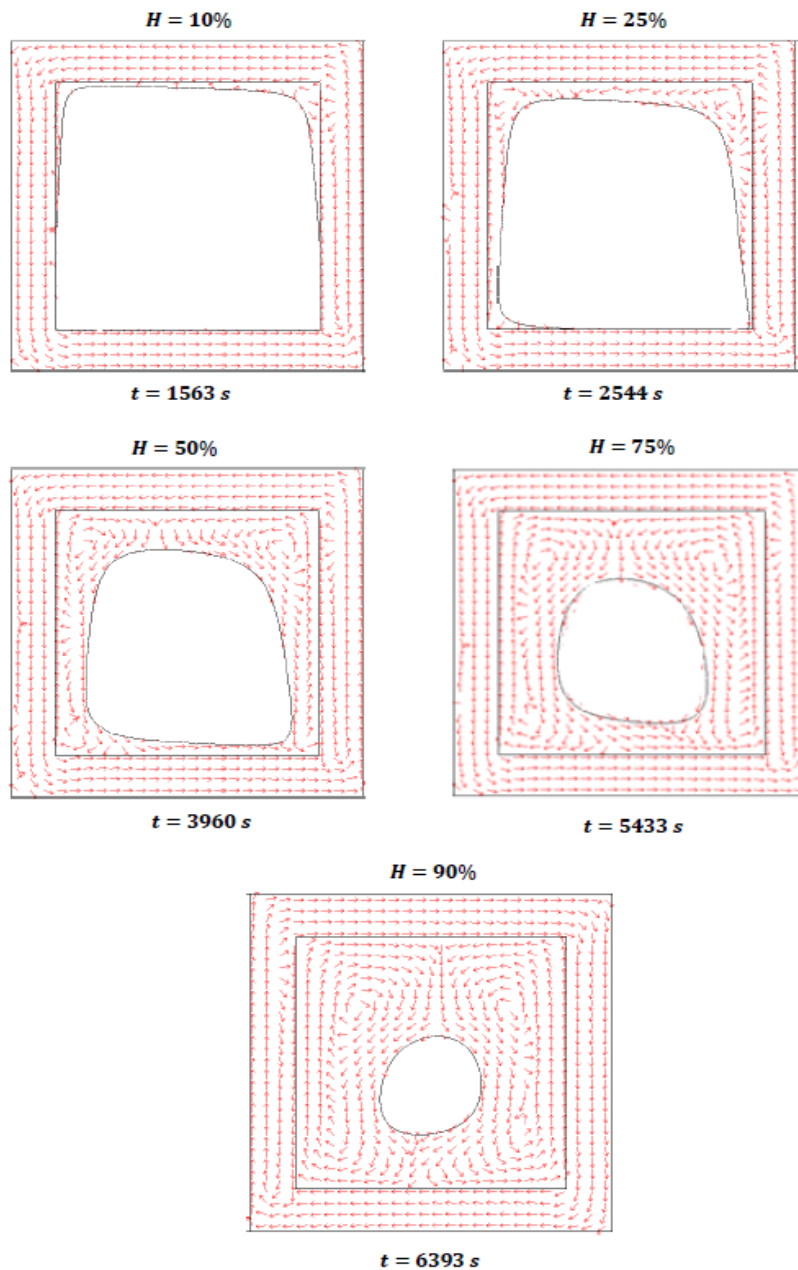 H = 10%
H = 25%
t = 1563 s
t = 2544 s
H = 50%
H = 75%
t = 3960 s
t = 5433 s
H = 90%
t = 6393 s